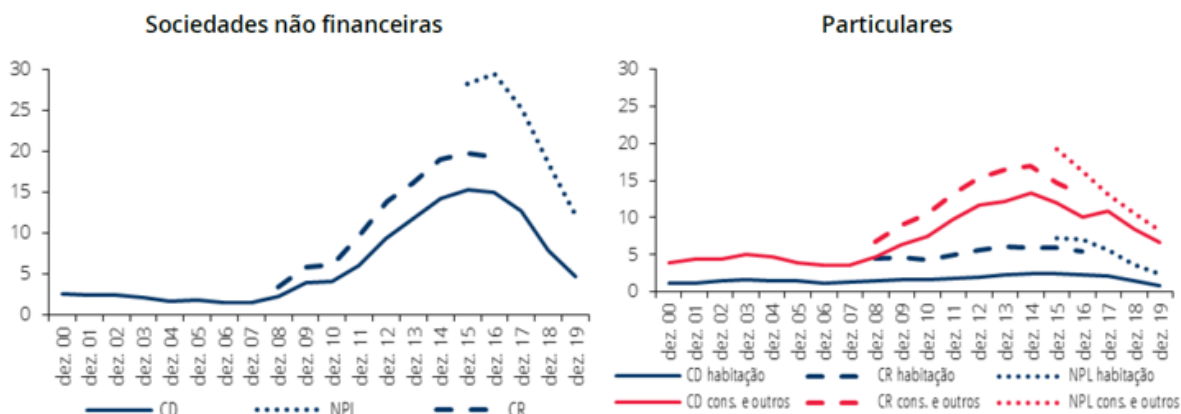 Sociedades não financeiras
30
25
20
15
10
5
0
dez. 00
dez. 01
dez. 02
dez. 03
dez. 04
dez. 05
dez. 06
dez. 07
dez. 08
dez. 09
dez. 10
dez. 11
dez. 12
dez. 13
dez. 14
dez. 15
dez. 16
dez. 17
dez. 18
dez. 19
CD NPL CR
Particulares
30
25
20
15
10
5
0
dez. 00
dez. 01
dez. 02
dez. 03
dez. 04
dez. 05
dez. 06
dez. 07
dez. 08
dez. 09
dez. 10
dez. 11
dez. 12
dez. 13
dez. 14
dez. 15
dez. 16
dez. 17
dez. 18
dez. 19
CD habitação CR habitação NPL habitação
CD cons. e outros CR cons. e outros NPL cons. e outros